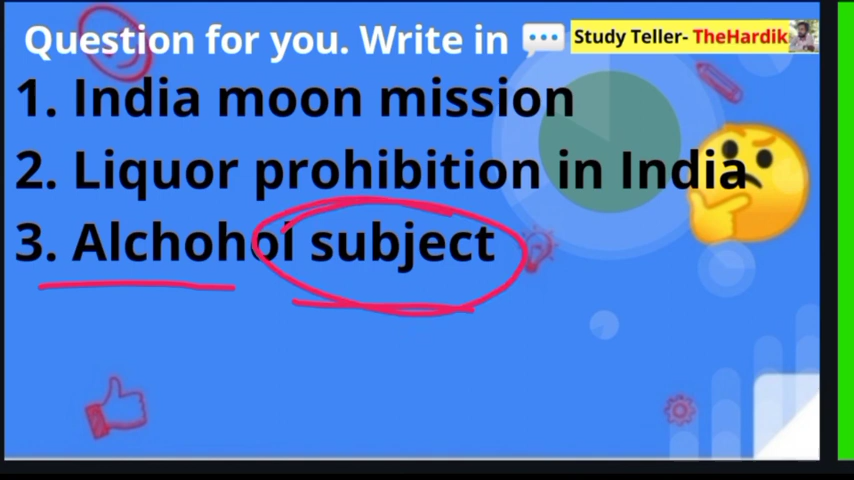 Question for you. Write in
Study Teller- TheHardik
1. India moon mission
2. Liquor prohibition in India
3. Alchohol subject